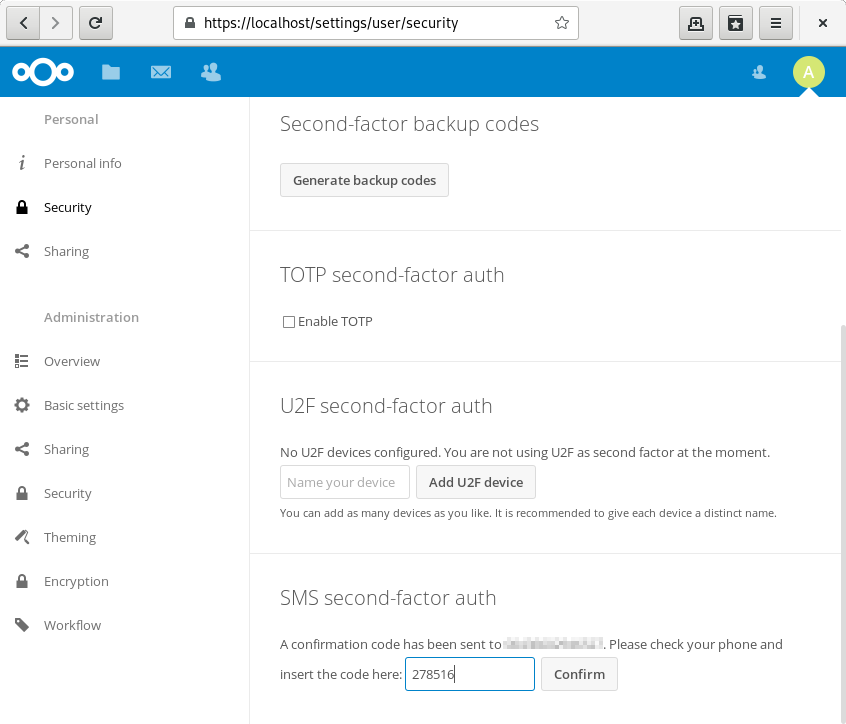 https://localhost/settings/user/security
A
Personal
Personal info
Security
Sharing
Administration
Overview
Basic settings
Sharing
Security
Theming
Encryption
Workflow
Second-factor backup codes
Generate backup codes
TOTP second-factor auth
Enable TOTP
U2F second-factor auth
No U2F devices configured. You are not using U2F as second factor at the moment.
Name your device Add U2F device
You can add as many devices as you like. It is recommended to give each device a distinct name.
SMS second-factor auth
A confirmation code has been sent to . Please check your phone and
insert the code here: 278516 Confirm